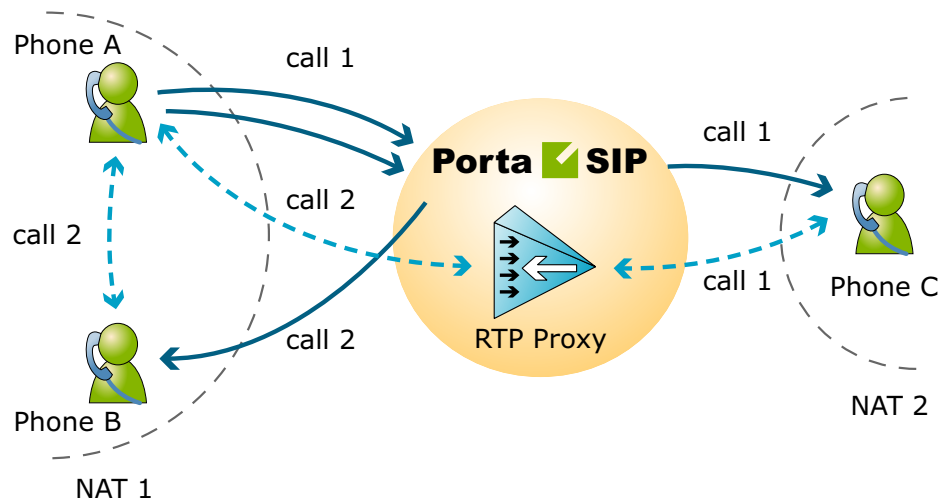 Phone A
call 1
call 1
Porta SIP
call 2
call 2
RTP Proxy
call 1
Phone C
call 2
Phone B
NAT 2
NAT 1